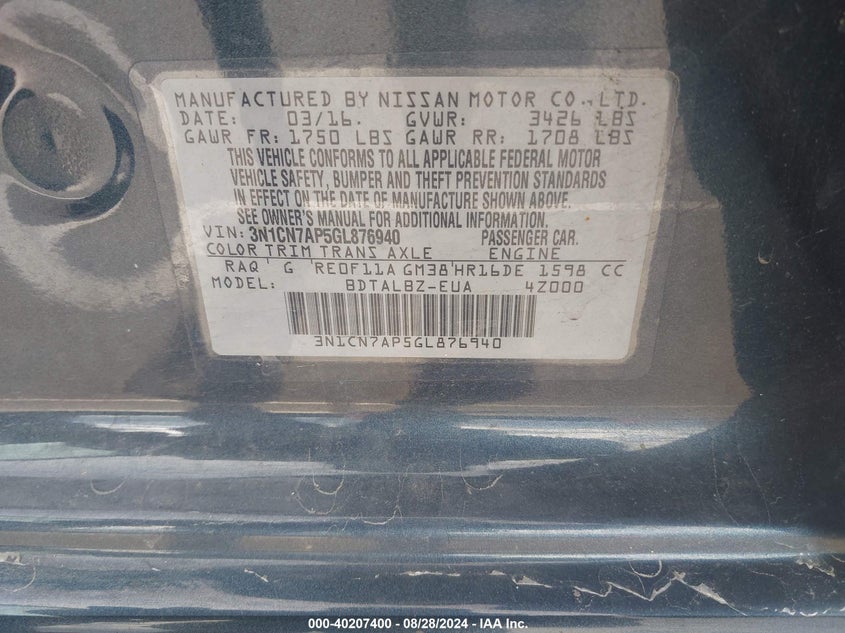 MANUFACTURED BY NISSAN MOTOR CO.,LTD.
DATE: 03/16. GVWR: 3426 LBS
GAWR FR: 1750 LBS GAWR RR: 1708 LBS
THIS VEHICLE CONFORMS TO ALL APPLICABLE FEDERAL MOTOR
VEHICLE SAFETY, BUMPER AND THEFT PREVENTION STANDARDS
IN EFFECT ON THE DATE OF MANUFACTURE SHOWN ABOVE.
SEE OWNER'S MANUAL FOR ADDITIONAL INFORMATION.
VIN: 3N1CN7AP5GL876940 PASSENGER CAR.
COLOR TRIM TRANS AXLE ENGINE
RAQ' G 'RE0F11A GM38'HR16DE 1598 CC
MODEL: BDTALBZ-EUA 4Z000
3N1CN7AP5GL876940
000-40207400 - 08/28/2024 - IAA Inc.